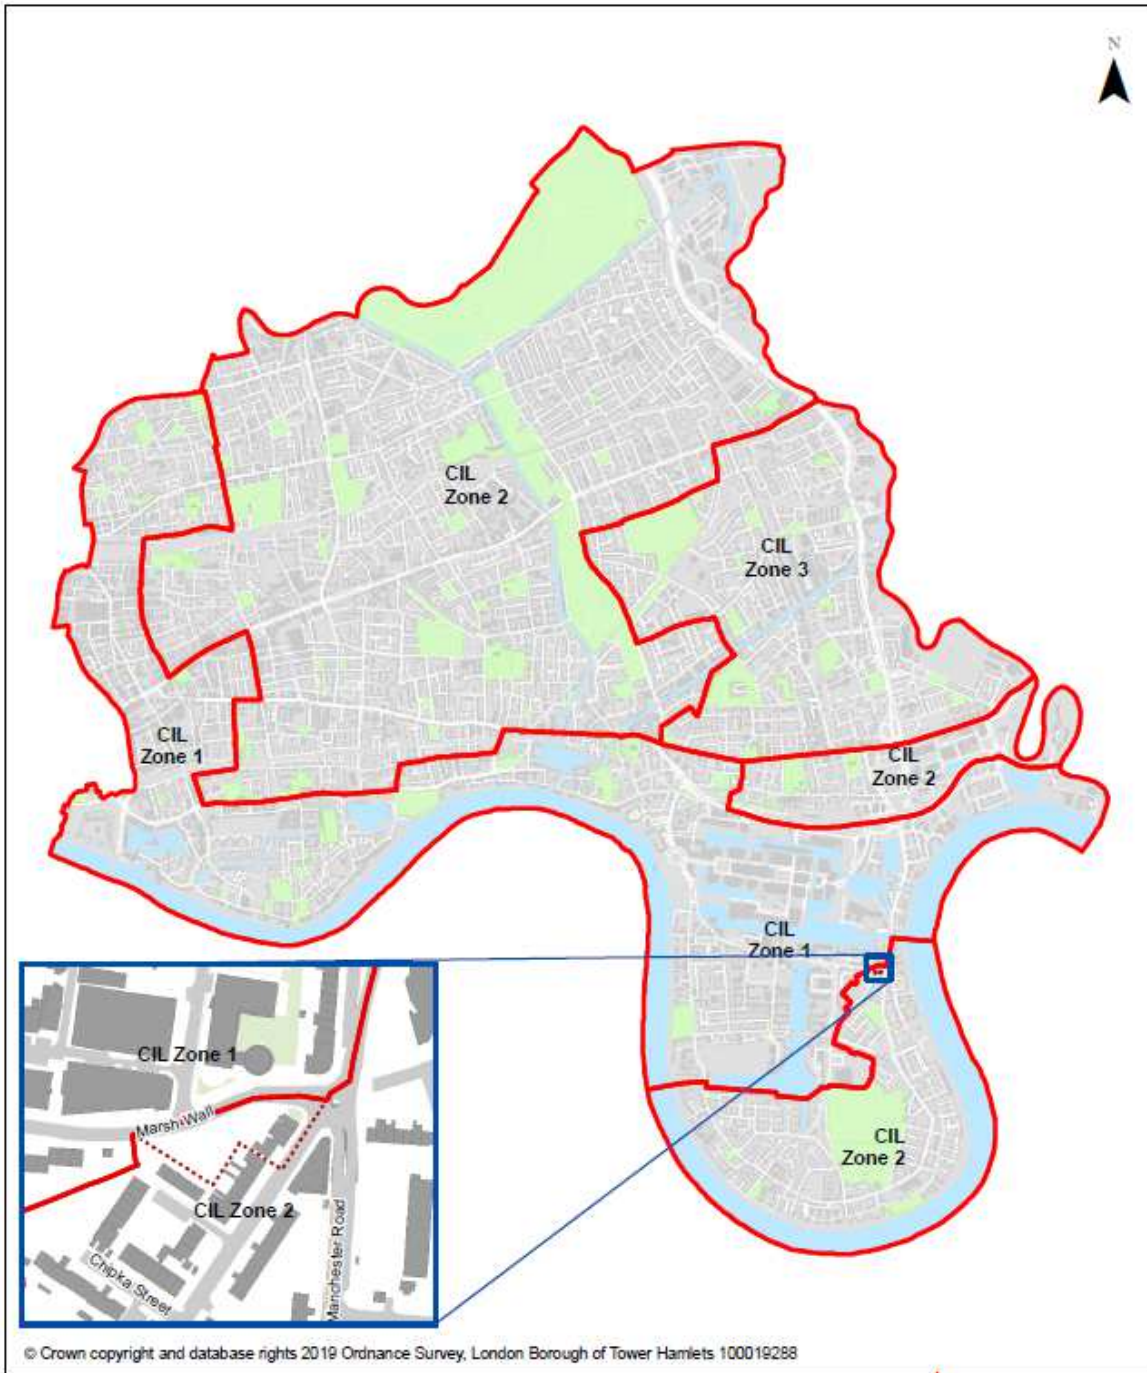 N
CIL
Zone 2
CIL
Zone 3
CIL
Zone 1
CIL
Zone 2
CIL
Zone 1
CIL
Zone 2
CIL Zone 1
Marsh Wall
CIL Zone 2
Chipka Street
Manchester Road
© Crown copyright and database rights 2019 Ordnance Survey, London Borough of Tower Hamlets 100019288